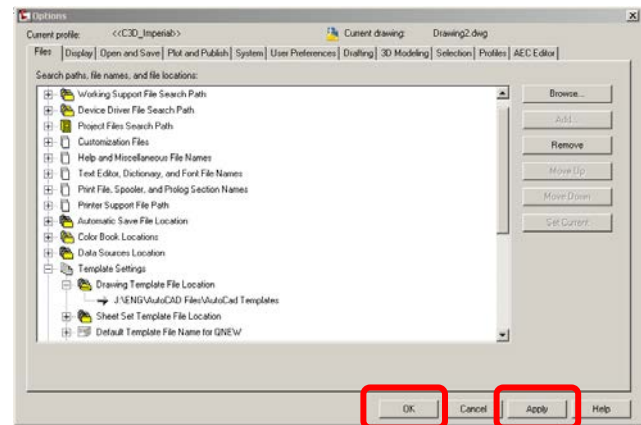 Options
Current profile: <<C3D_Imperial>> Current drawing: Drawing2.dwg
Files Display Open and Save Plot and Publish System User Preferences Drafting 3D Modeling Selection Profiles AEC Editor
Search paths, file names, and file locations:
Working Support File Search Path
Device Driver File Search Path
Project Files Search Path
Customization Files
Help and Miscellaneous File Names
Text Editor, Dictionary, and Font File Names
Print File, Spooler, and Prolog Section Names
Printer Support File Path
Automatic Save File Location
Color Book Locations
Data Sources Location
Template Settings
Drawing Template File Location
J:\ENG\AutoCAD Files\AutoCad Templates
Sheet Set Template File Location
Default Template File Name for QNEW
Browse...
Add...
Remove
Move Up
Move Down
Set Current
OK Cancel Apply Help